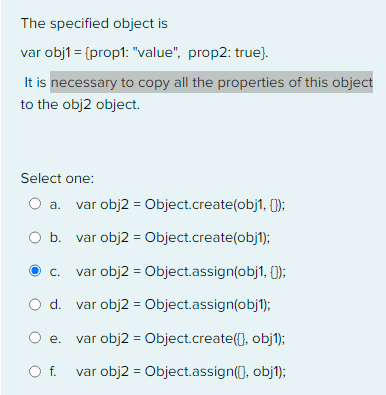 The specified object is
var obj1 = {prop1: "value", prop2: true}.
It is necessary to copy all the properties of this object
to the obj2 object.
Select one:
a. var obj2 = Object.create(obj1, {});
b. var obj2 = Object.create(obj1);
c. var obj2 = Object.assign(obj1, {});
d. var obj2 = Object.assign(obj1);
e. var obj2 = Object.create({}, obj1);
f. var obj2 = Object.assign({}, obj1);